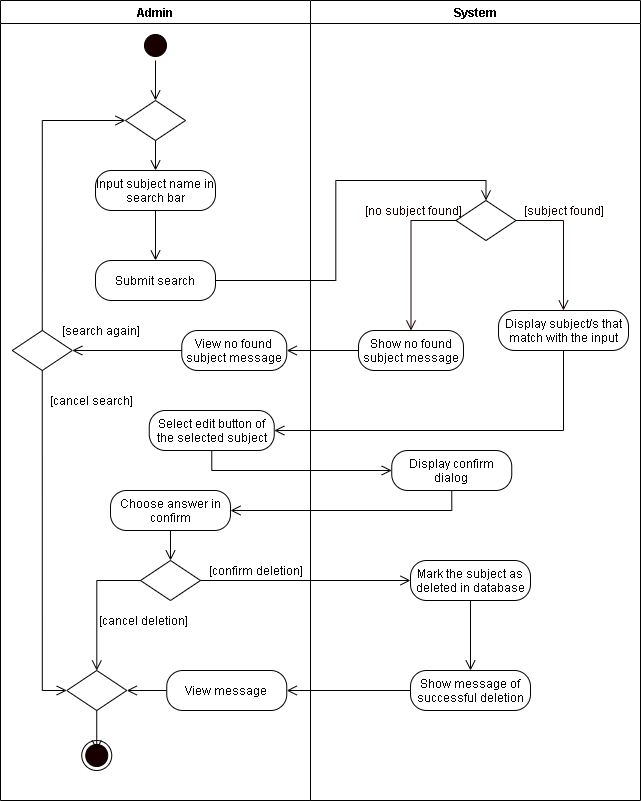 Admin
System
Input subject name in
search bar
[no subject found]
[subject found]
Submit search
[search again]
View no found
subject message
Show no found
subject message
Display subject/s that
match with the input
[cancel search]
Select edit button of
the selected subject
Display confirm
dialog
Choose answer in
confirm
[confirm deletion]
Mark the subject as
deleted in database
[cancel deletion]
View message
Show message of
successful deletion